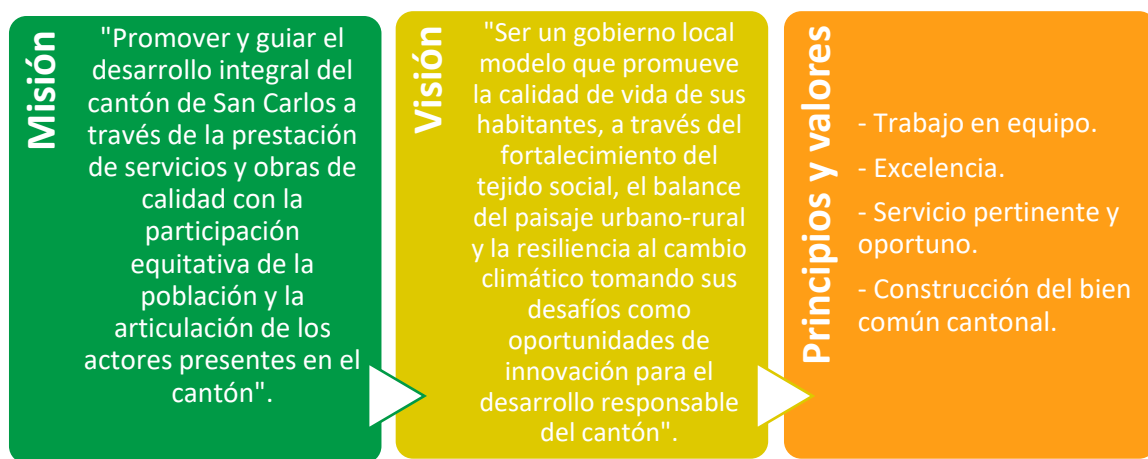 Misión
"Promover y guiar el
desarrollo integral del
cantón de San Carlos a
través de la prestación
de servicios y obras de
calidad con la
participación
equitativa de la
población y la
articulación de los
actores presentes en el
cantón".
Visión
"Ser un gobierno local
modelo que promueve
la calidad de vida de sus
habitantes, a través del
fortalecimiento del
tejido social, el balance
del paisaje urbano-rural
y la resiliencia al cambio
climático tomando sus
desafíos como
oportunidades de
innovación para el
desarrollo responsable
del cantón".
Principios y valores
- Trabajo en equipo.
- Excelencia.
- Servicio pertinente y
oportuno.
- Construcción del bien
común cantonal.